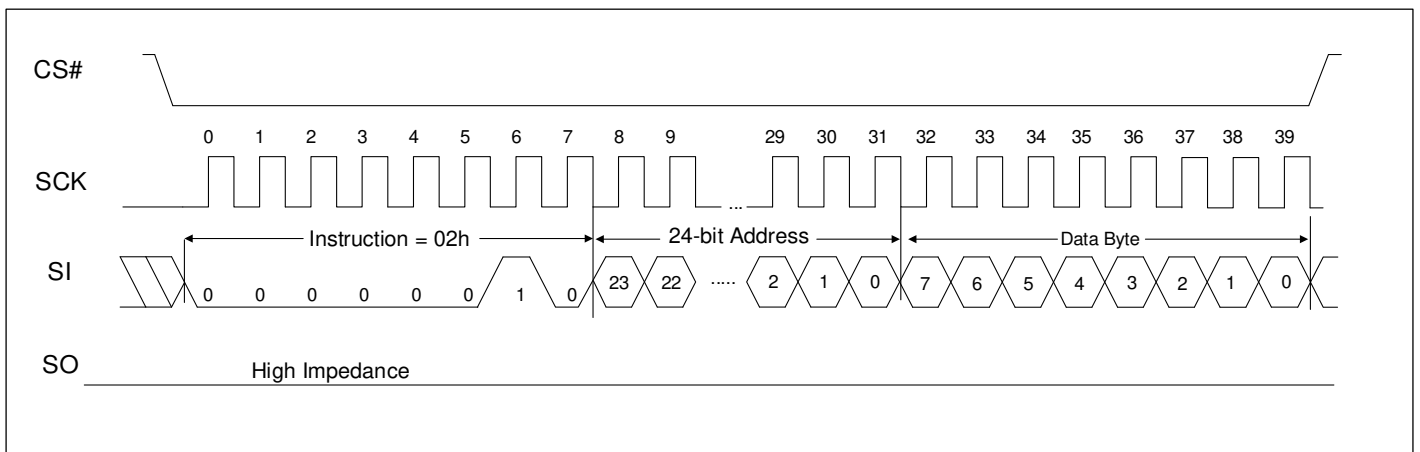 CS#
0 1 2 3 4 5 6 7 8 9 29 30 31 32 33 34 35 36 37 38 39
SCK
...
Instruction = 02h 24-bit Address Data Byte
SI
0 0 0 0 0 0 1 0 23 22 ..... 2 1 0 7 6 5 4 3 2 1 0
SO
High Impedance